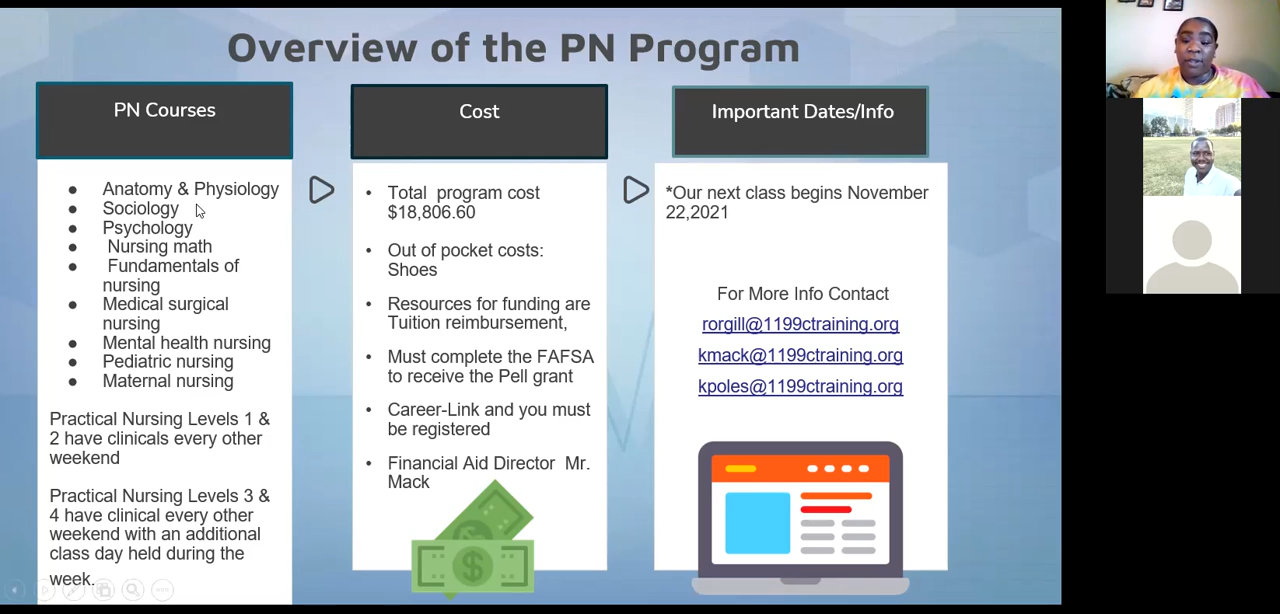 Overview of the PN Program
PN Courses
● Anatomy & Physiology
● Sociology
● Psychology
● Nursing math
● Fundamentals of
nursing
● Medical surgical
nursing
● Mental health nursing
● Pediatric nursing
● Maternal nursing
Practical Nursing Levels 1 &
2 have clinicals every other
weekend
Practical Nursing Levels 3 &
4 have clinical every other
weekend with an additional
class day held during the
week.
Cost
• Total program cost
$18,806.60
• Out of pocket costs:
Shoes
• Resources for funding are
Tuition reimbursement,
• Must complete the FAFSA
to receive the Pell grant
• Career-Link and you must
be registered
• Financial Aid Director Mr.
Mack
$
Important Dates/Info
*Our next class begins November
22,2021
For More Info Contact
rorgill@1199ctraining.org
kmack@1199ctraining.org
kpoles@1199ctraining.org